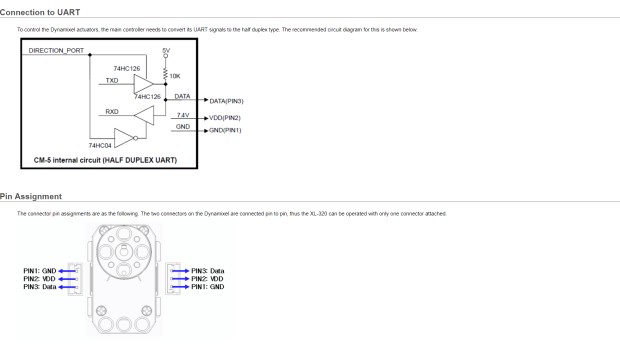 Connection to UART
To control the Dynamixel actuators, the main controller needs to convert its UART signals to the half duplex type. The recommended circuit diagram for this is shown below.
DIRECTION_PORT
5V
74HC126
10K
TXD
74HC126
DATA
DATA(PIN3)
RXD
7.4V
VDD(PIN2)
GND
GND(PIN1)
74HC04
CM-5 internal circuit (HALF DUPLEX UART)
Pin Assignment
The connector pin assignments are as the following. The two connectors on the Dynamixel are connected pin to pin, thus the XL-320 can be operated with only one connector attached.
PIN1: GND
PIN2: VDD
PIN3: Data
PIN3: Data
PIN2: VDD
PIN1: GND